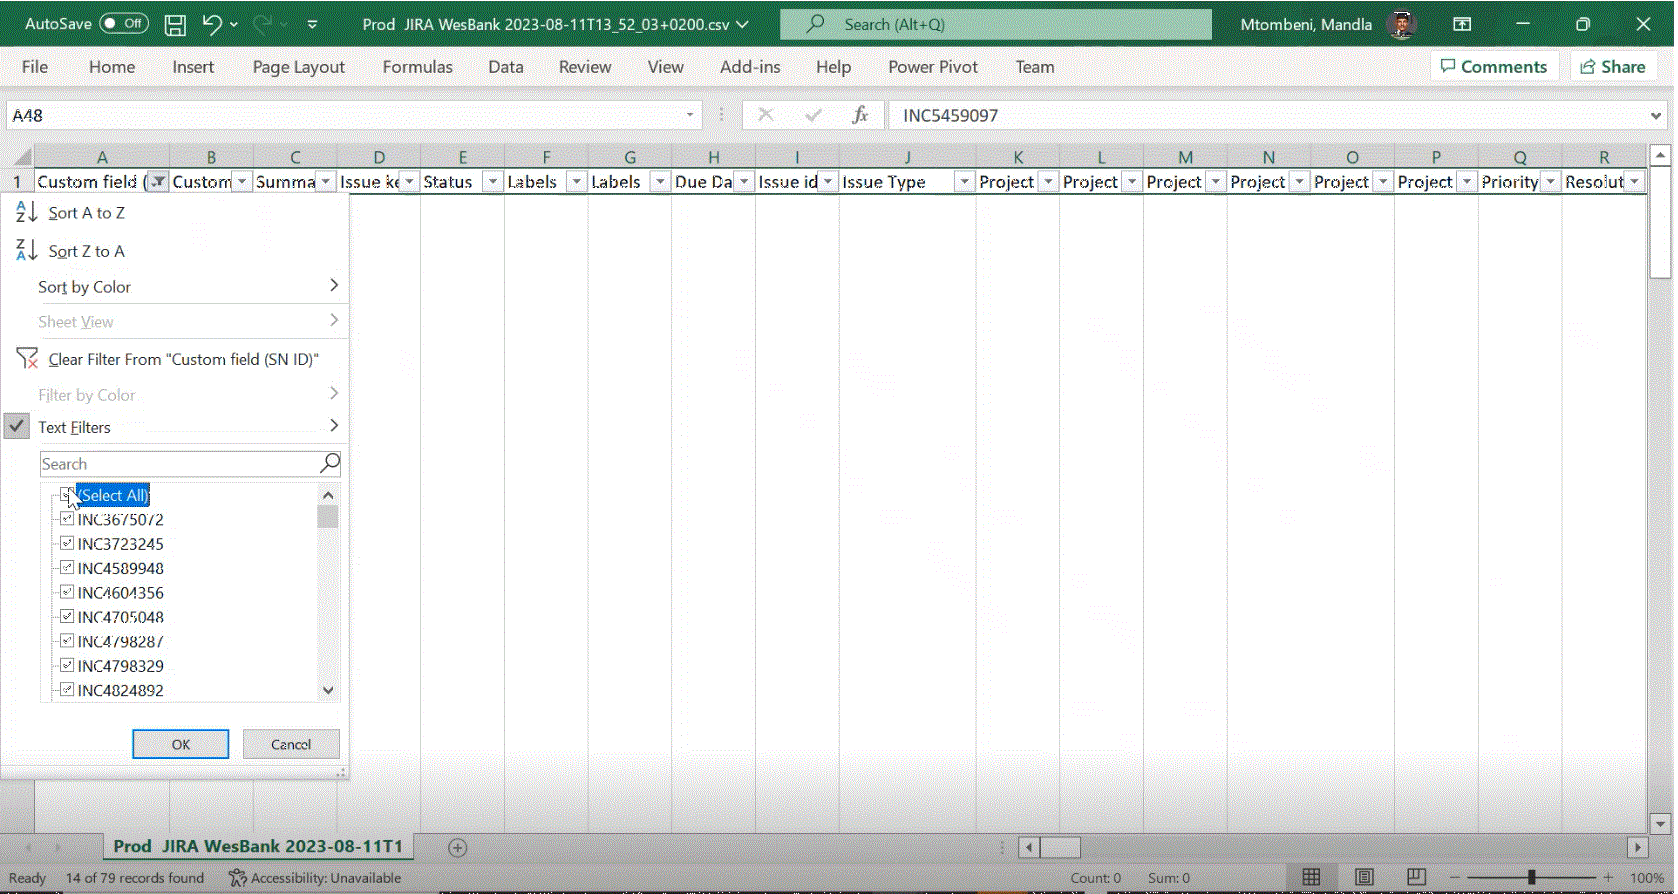 AutoSave Off Prod JIRA WesBank 2023-08-11T13_52_03+0200.csv Search (Alt+Q) Mtombeni, Mandla
File Home Insert Page Layout Formulas Data Review View Add-ins Help Power Pivot Team Comments Share
A48 fx INC5459097
A B C D E F G H I J K L M N O P Q R
1 Custom field ( Custom Summa Issue ke Status Labels Labels Due Da Issue id Issue Type Project Project Project Project Project Project Priority Resolut
Sort A to Z
Sort Z to A
Sort by Color
Sheet View
Clear Filter From "Custom field (SN ID)"
Filter by Color
Text Filters
Search
(Select All)
INC3675072
INC3723245
INC4589948
INC4604356
INC4705048
INC4798287
INC4798329
INC4824892
OK Cancel
Prod JIRA WesBank 2023-08-11T1
Ready 14 of 79 records found Accessibility: Unavailable Count: 0 Sum: 0 100%